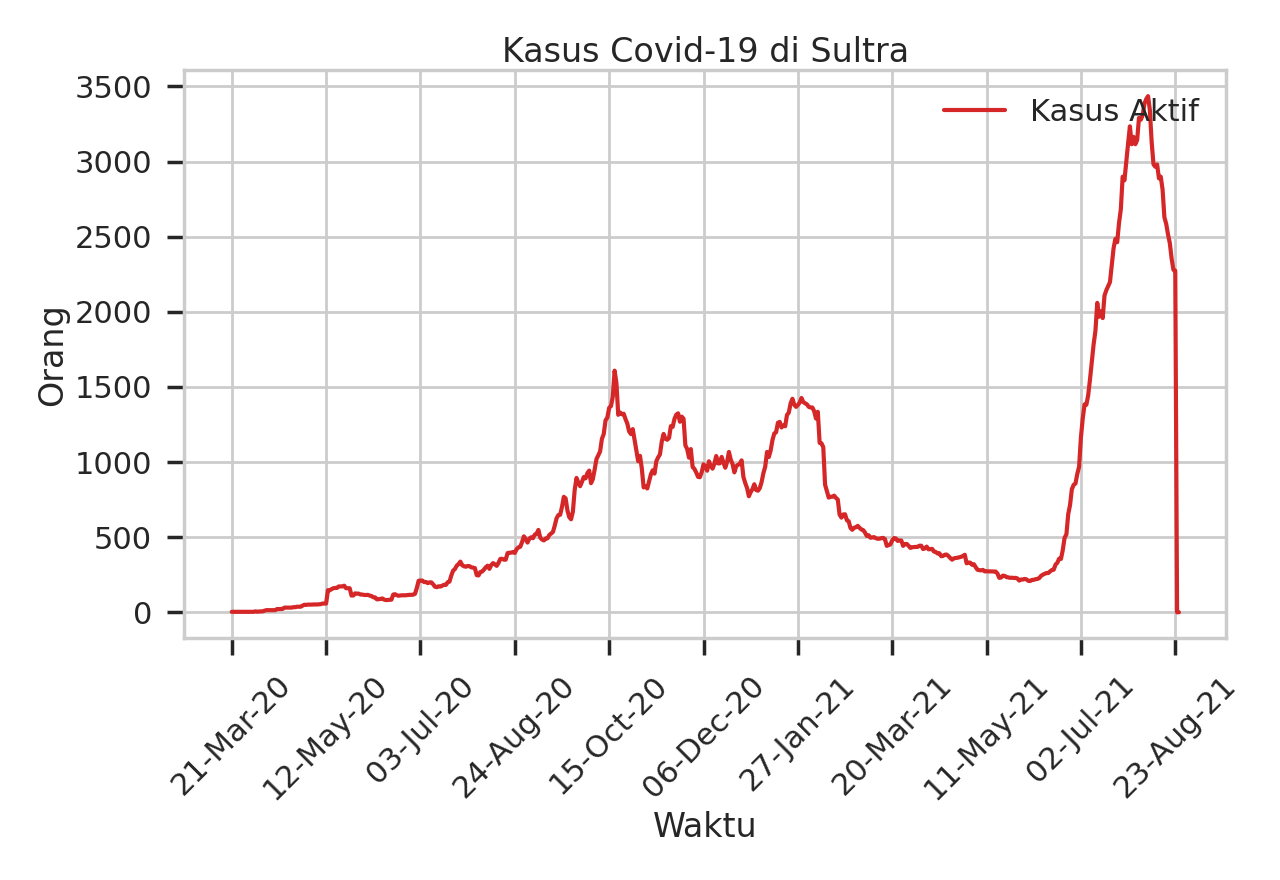 Kasus Covid-19 di Sultra
Kasus Aktif
Orang
3500
3000
2500
2000
1500
1000
500
0
21-Mar-20
12-May-20
03-Jul-20
24-Aug-20
15-Oct-20
06-Dec-20
27-Jan-21
20-Mar-21
11-May-21
02-Jul-21
23-Aug-21
Waktu